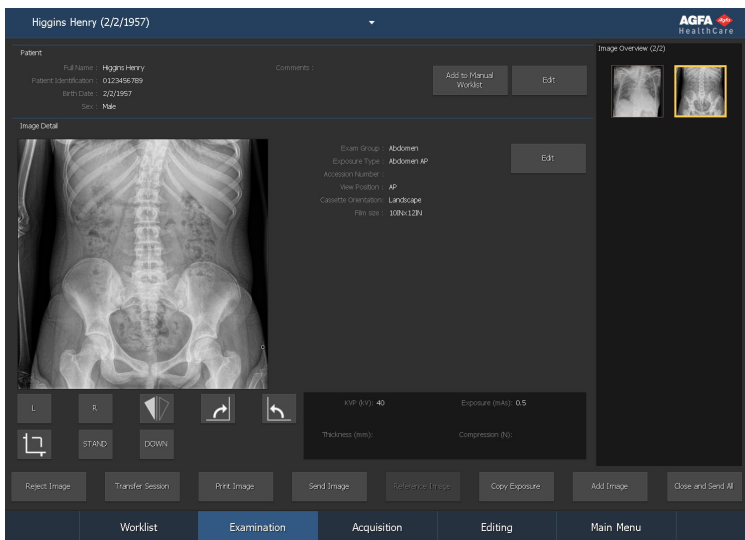 Higgins Henry (2/2/1957)
AGFA
HealthCare
Patient
Full Name : Higgins Henry
Patient Identification : 0123456789
Birth Date : 2/2/1957
Sex : Male
Comments :
Add to Manual
Worklist
Edit
Image Overview (2/2)
Image Detail
Exam Group : Abdomen
Exposure Type : Abdomen AP
Accession Number :
View Position : AP
Cassette Orientation: Landscape
Film size : 10INx12IN
Edit
L
R
STAND
DOWN
KVP (kV): 40
Exposure (mAs): 0.5
Thickness (mm):
Compression (N):
Reject Image
Transfer Session
Print Image
Send Image
Reference Image
Copy Exposure
Add Image
Close and Send All
Worklist
Examination
Acquisition
Editing
Main Menu